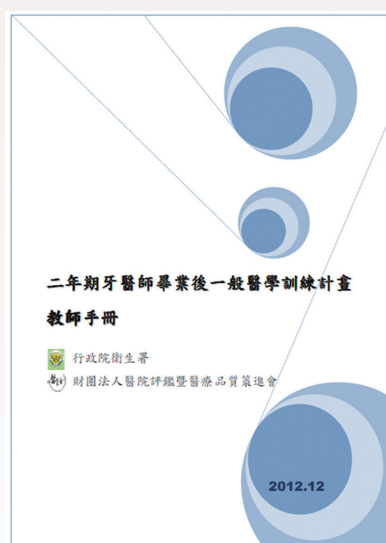 二年期牙醫師畢業後一般醫學訓練計畫
教師手冊
行政院衛生署
財團法人醫院評鑑暨醫療品質策進會
2012.12